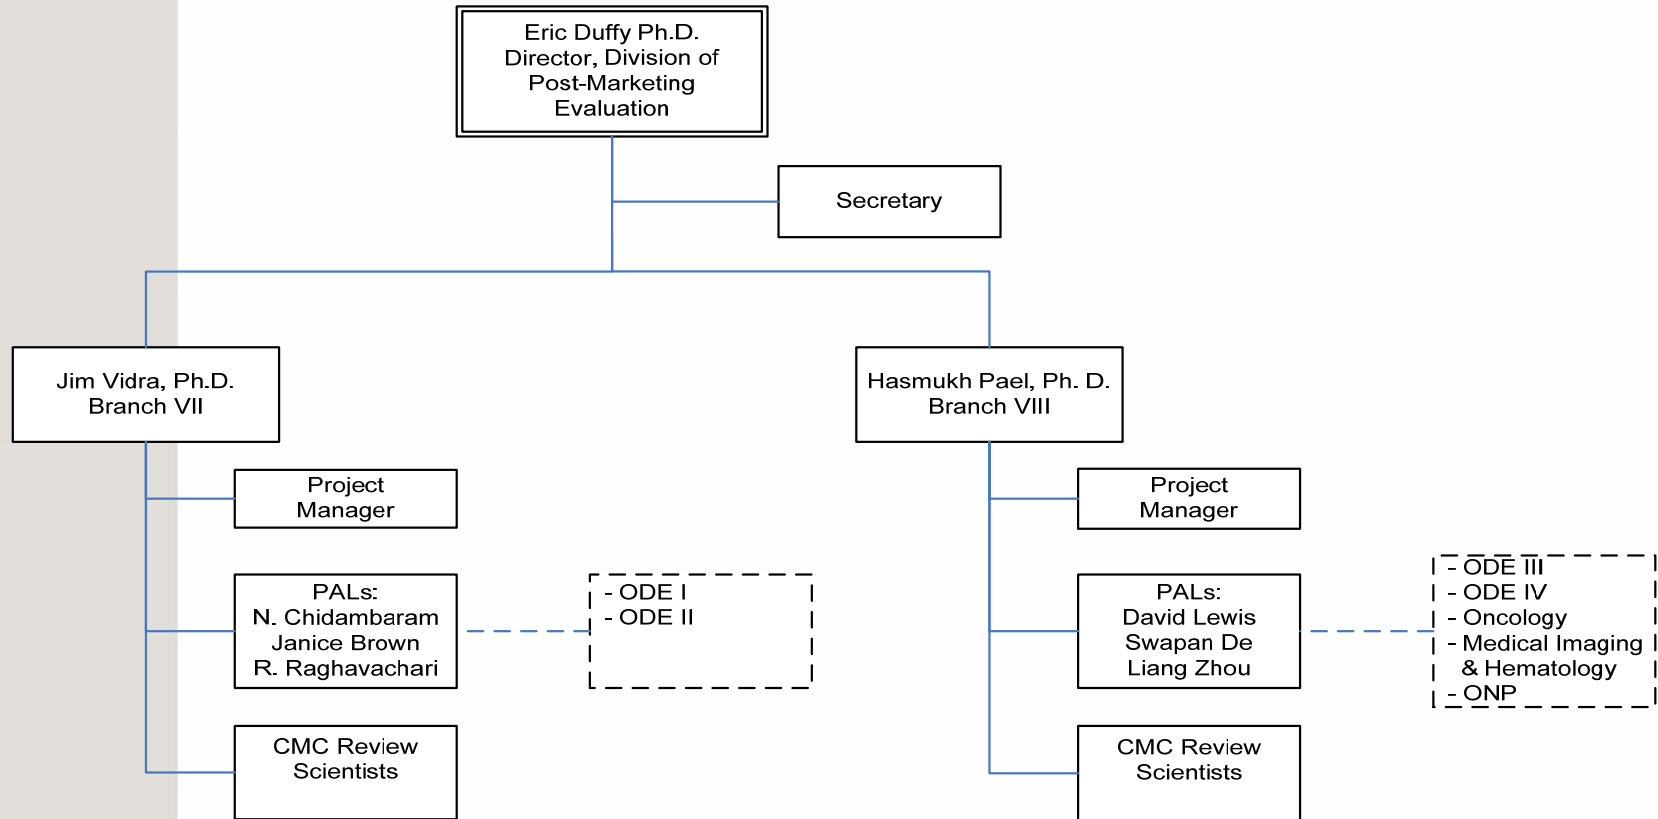 Eric Duffy Ph.D.
Director, Division of
Post-Marketing
Evaluation
Secretary
Jim Vidra, Ph.D.
Branch VII
Hasmukh Pael, Ph. D.
Branch VIII
Project
Manager
Project
Manager
PALs:
N. Chidambaram
Janice Brown
R. Raghavachari
- ODE I
- ODE II
PALs:
David Lewis
Swapan De
Liang Zhou
- ODE III
- ODE IV
- Oncology
- Medical Imaging
& Hematology
- ONP
CMC Review
Scientists
CMC Review
Scientists